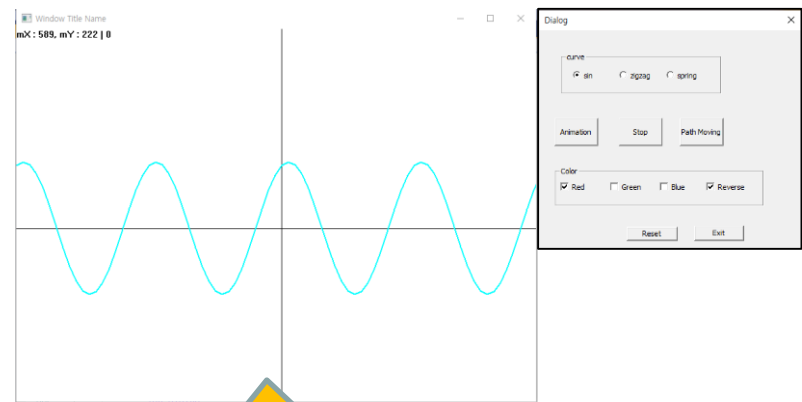 Window Title Name
mX : 589, mY : 222 | 0
Dialog
curve
sin
zigzag
spring
Animation
Stop
Path Moving
Color
Red
Green
Blue
Reverse
Reset
Exit